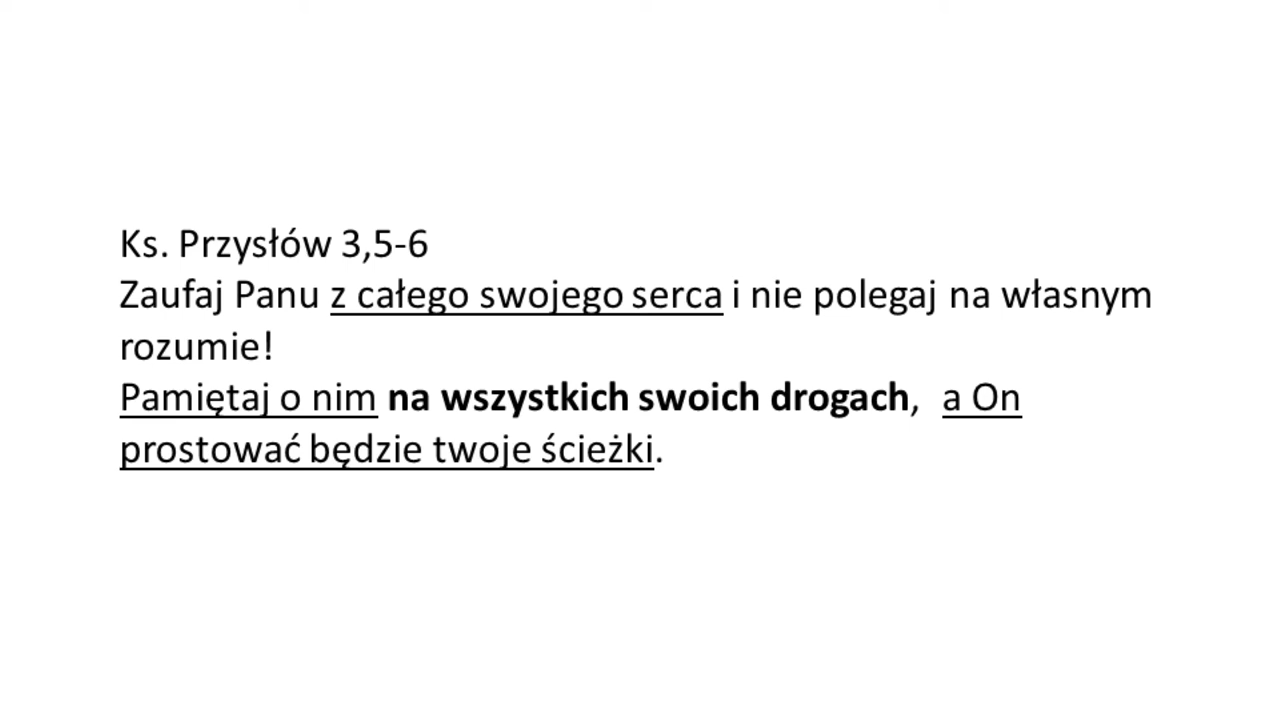 Ks. Przysłów 3,5-6
Zaufaj Panu z całego swojego serca i nie polegaj na własnym
rozumie!
Pamiętaj o nim na wszystkich swoich drogach, a On
prostować będzie twoje ścieżki.